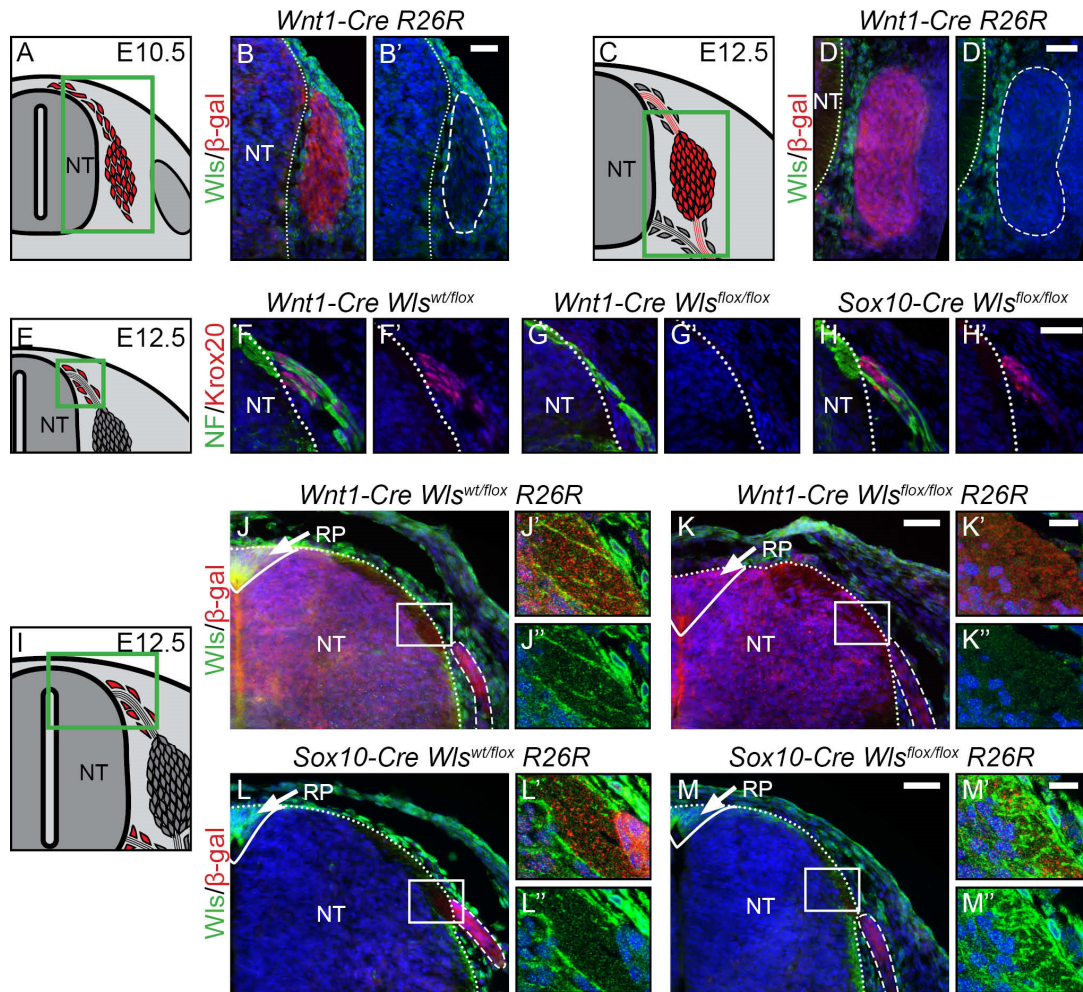 Wnt1-Cre R26R
Wnt1-Cre R26R
A E10.5
NT
Wls/β-gal
B
NT
B'
C E12.5
NT
Wls/β-gal
D
NT
D'
Wnt1-Cre Wls^wt/flox
Wnt1-Cre Wls^flox/flox
Sox10-Cre Wls^flox/flox
E E12.5
NT
NF/Krox20
F
NT
F'
G
NT
G'
H
NT
H'
Wnt1-Cre Wls^wt/flox R26R
Wnt1-Cre Wls^flox/flox R26R
I E12.5
NT
Wls/β-gal
J
RP
NT
J'
J''
K
RP
NT
K'
K''
Sox10-Cre Wls^wt/flox R26R
Sox10-Cre Wls^flox/flox R26R
Wls/β-gal
L
RP
NT
L'
L''
M
RP
NT
M'
M''